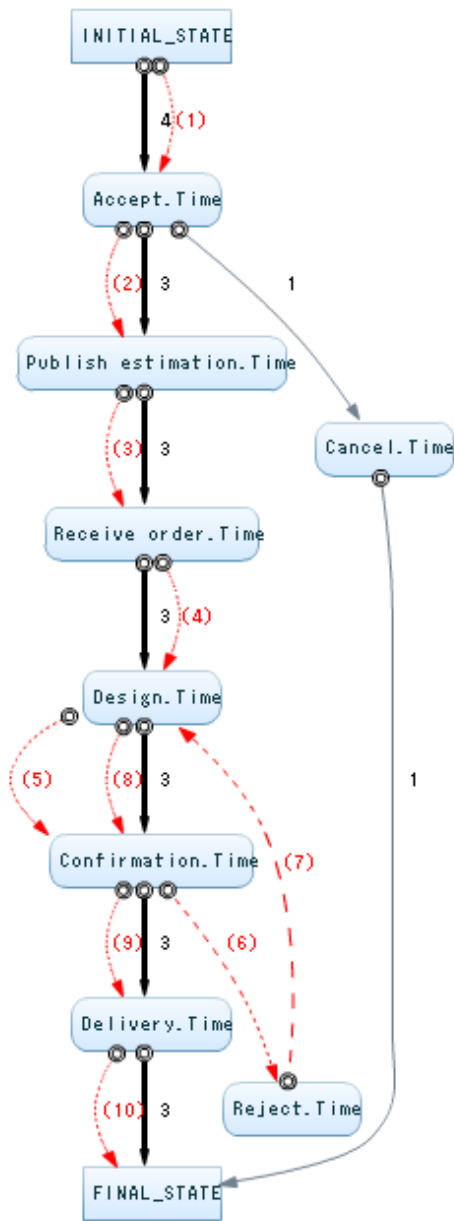 INITIAL_STATE
4 (1)
Accept.Time
(2) 3 1
Publish estimation.Time
(3) 3
Cancel.Time
Receive order.Time
3 (4)
Design.Time
(5) (8) 3 1
Confirmation.Time
(7)
(9) 3 (6)
Delivery.Time
(10) 3
Reject.Time
FINAL_STATE